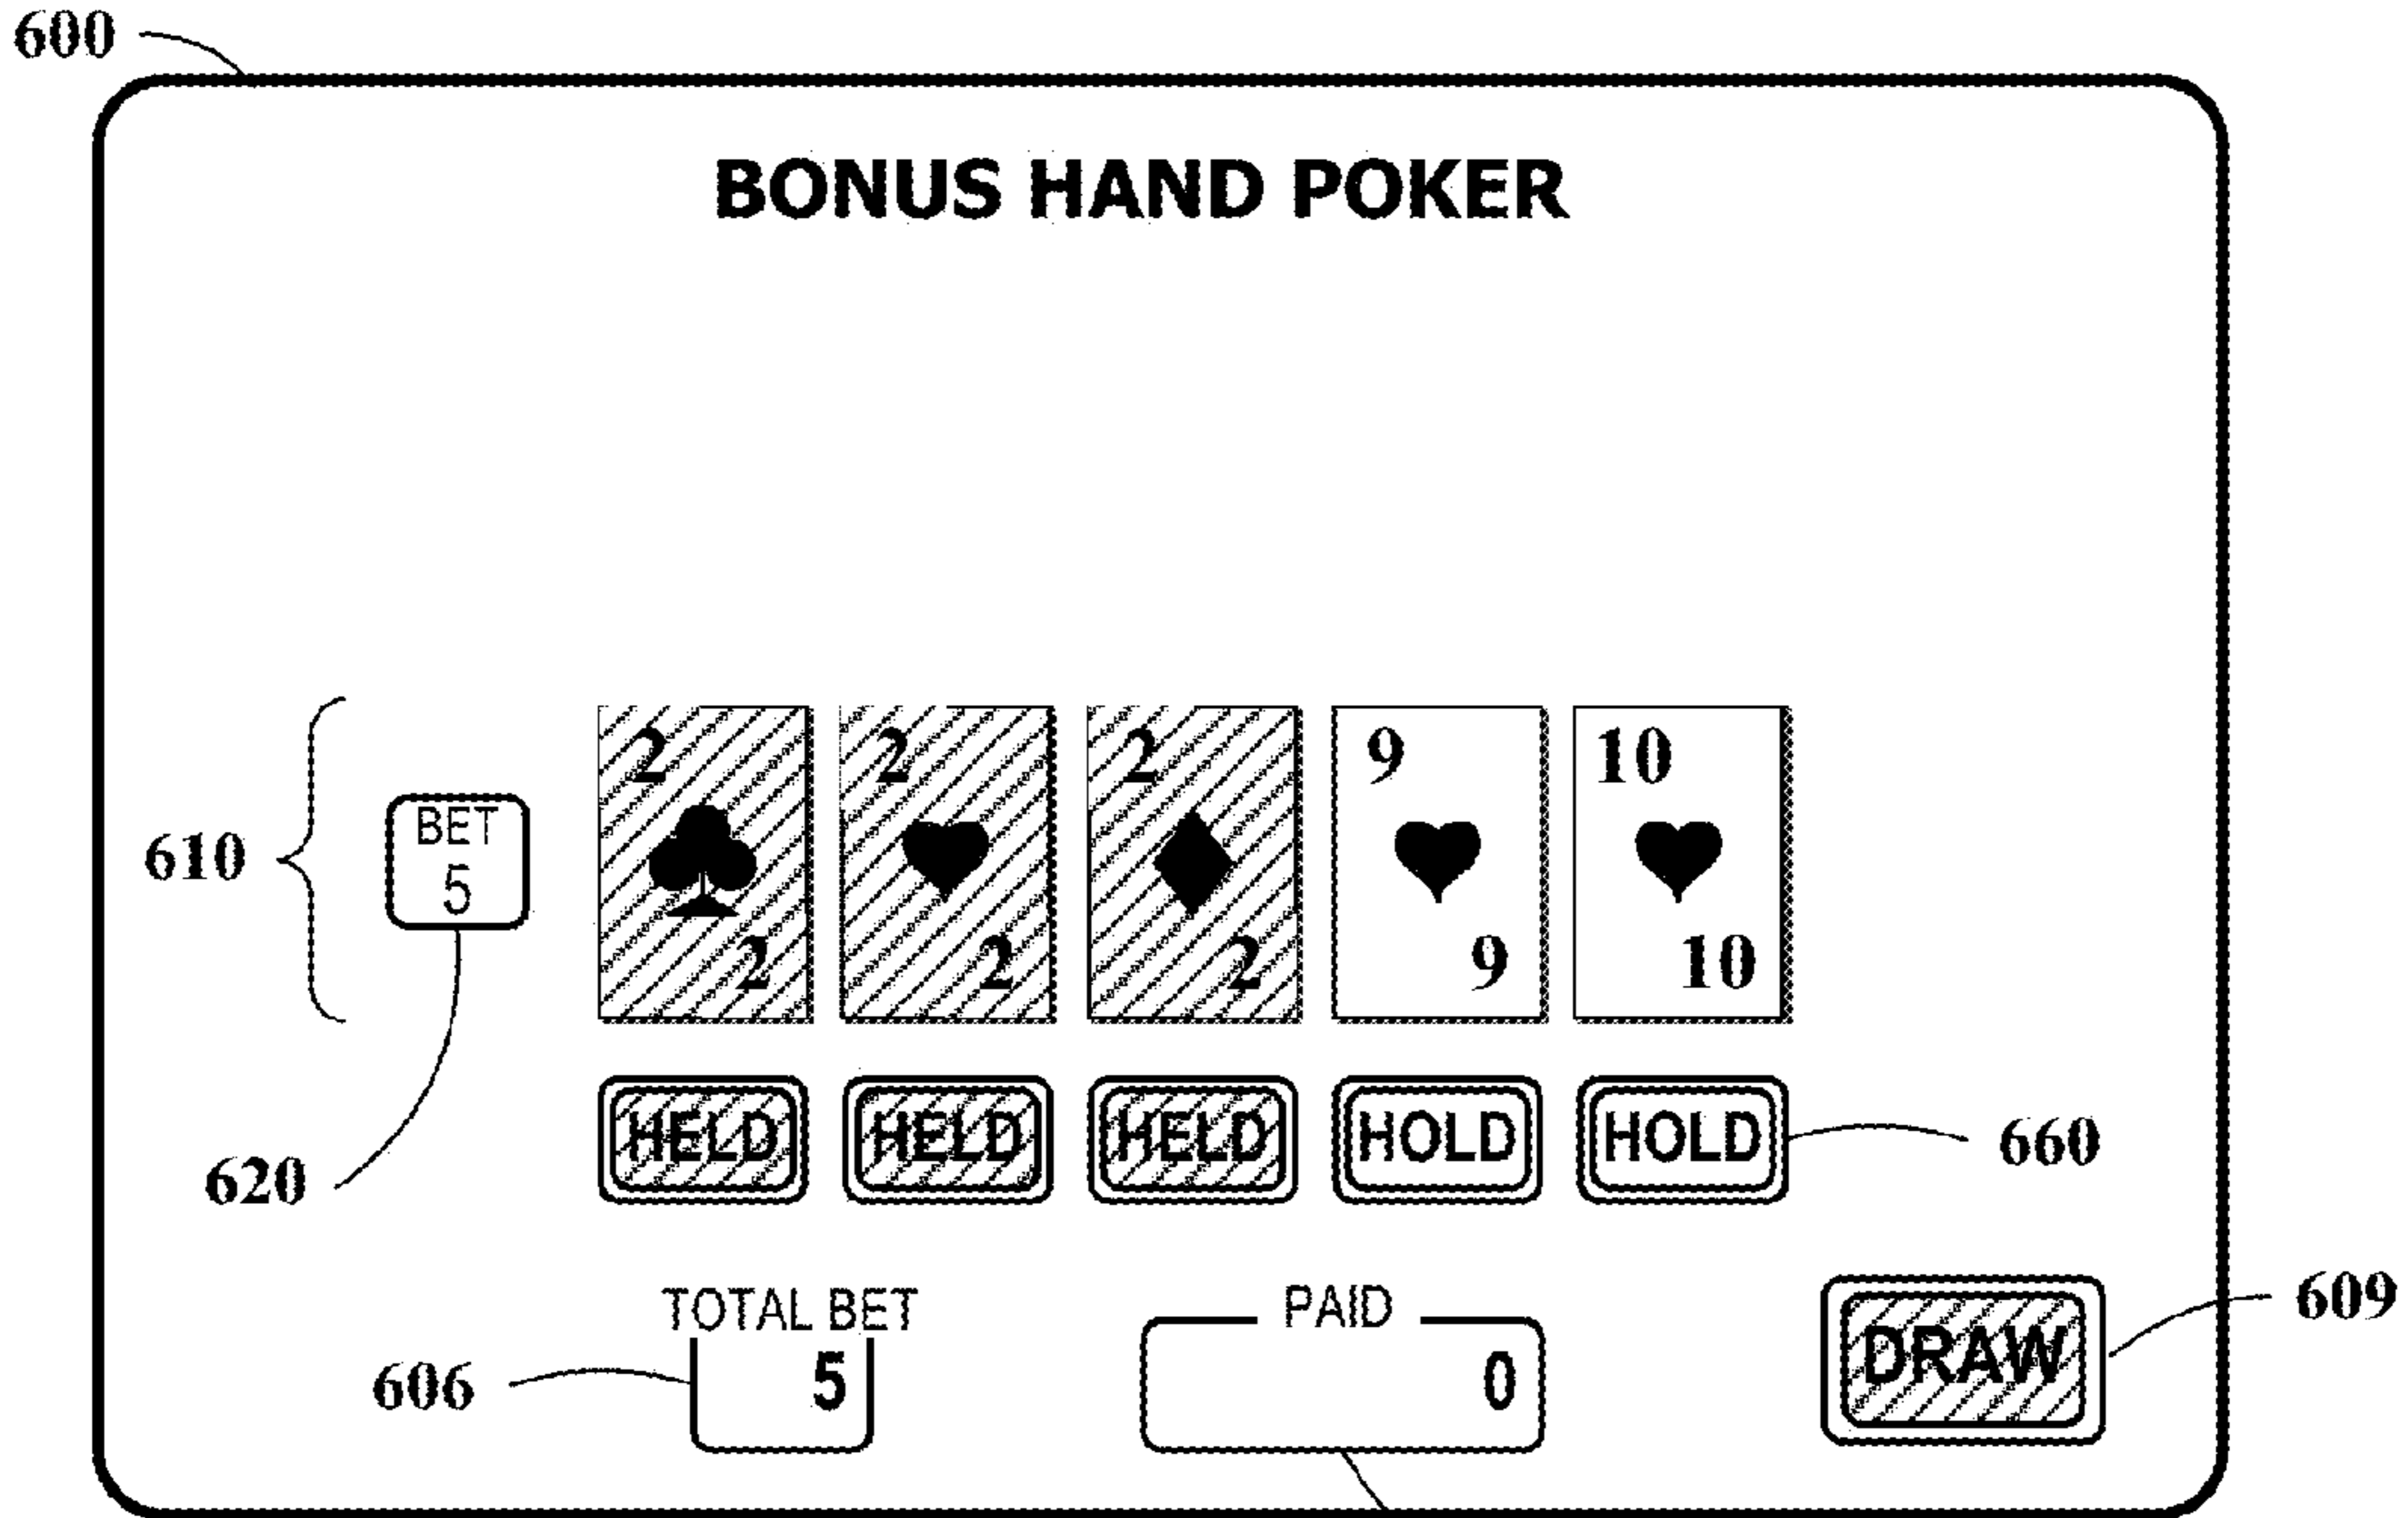 600
BONUS HAND POKER
2 2 2 9 10
BET
610
5
2 2 2 9 10
HELD HELD HELD HOLD HOLD 660
620
TOTAL BET PAID
609
5 0 DRAW
606